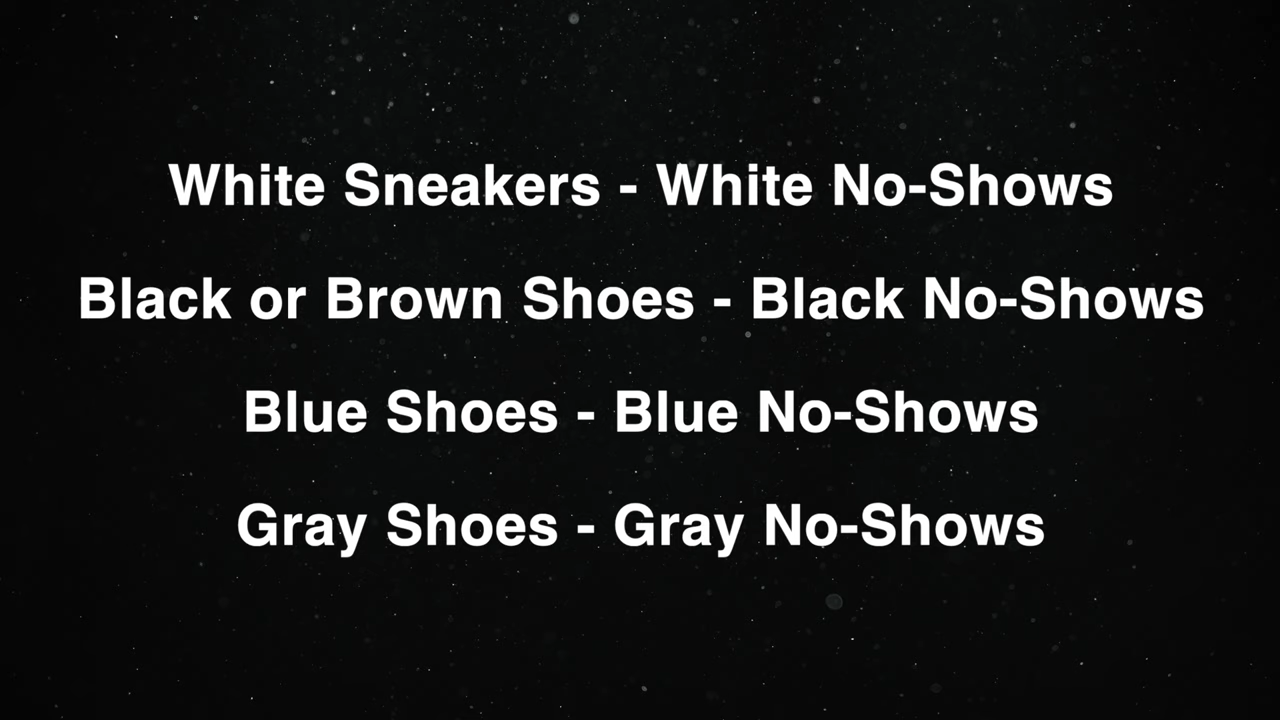 White Sneakers - White No-Shows
Black or Brown Shoes - Black No-Shows
Blue Shoes - Blue No-Shows
Gray Shoes - Gray No-Shows